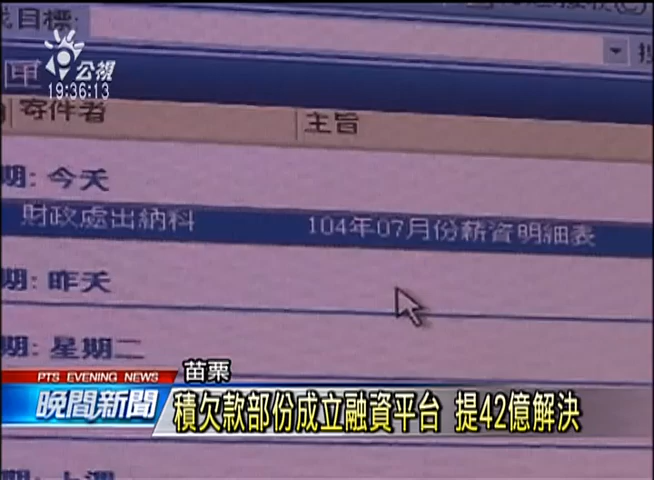 找目標:
公視
19:36:13
寄件者
主旨
期: 今天
財政處出納科 104年07月份薪資明細表
期: 昨天
期: 星期二
苗栗
PTS EVENING NEWS
晚間新聞
積欠款部份成立融資平台 提42億解決